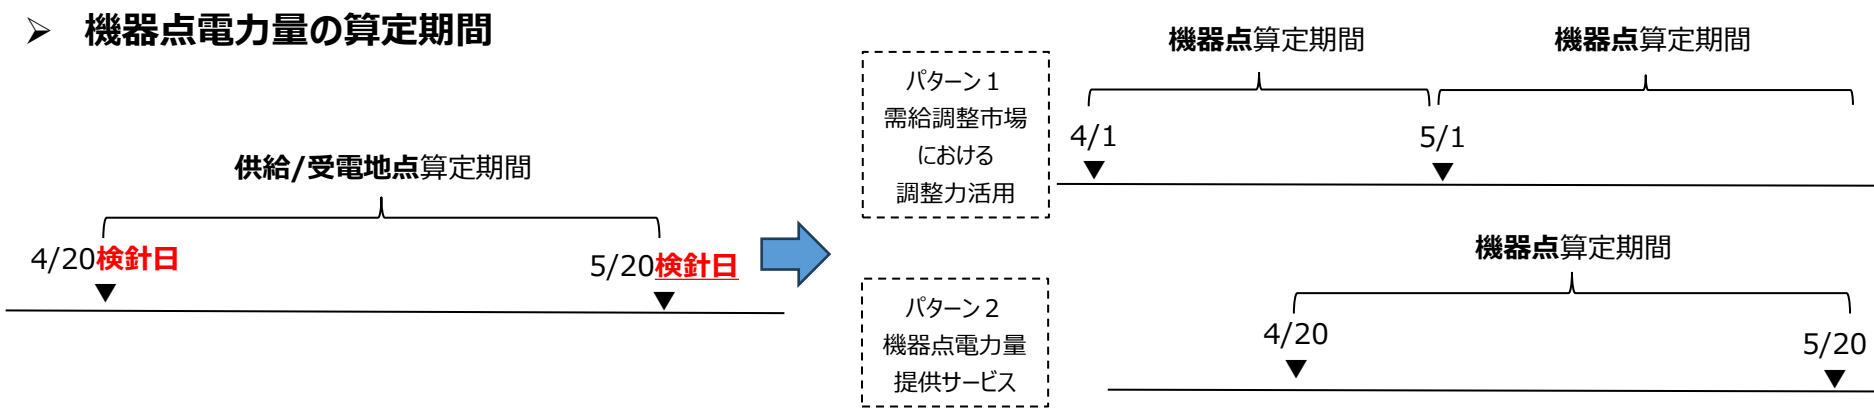 ➢ 機器点電力量の算定期間
供給/受電地点算定期間
4/20検針日
5/20検針日
パターン１
需給調整市場
における
調整力活用
機器点算定期間
機器点算定期間
4/1
5/1
パターン２
機器点電力量
提供サービス
機器点算定期間
4/20
5/20